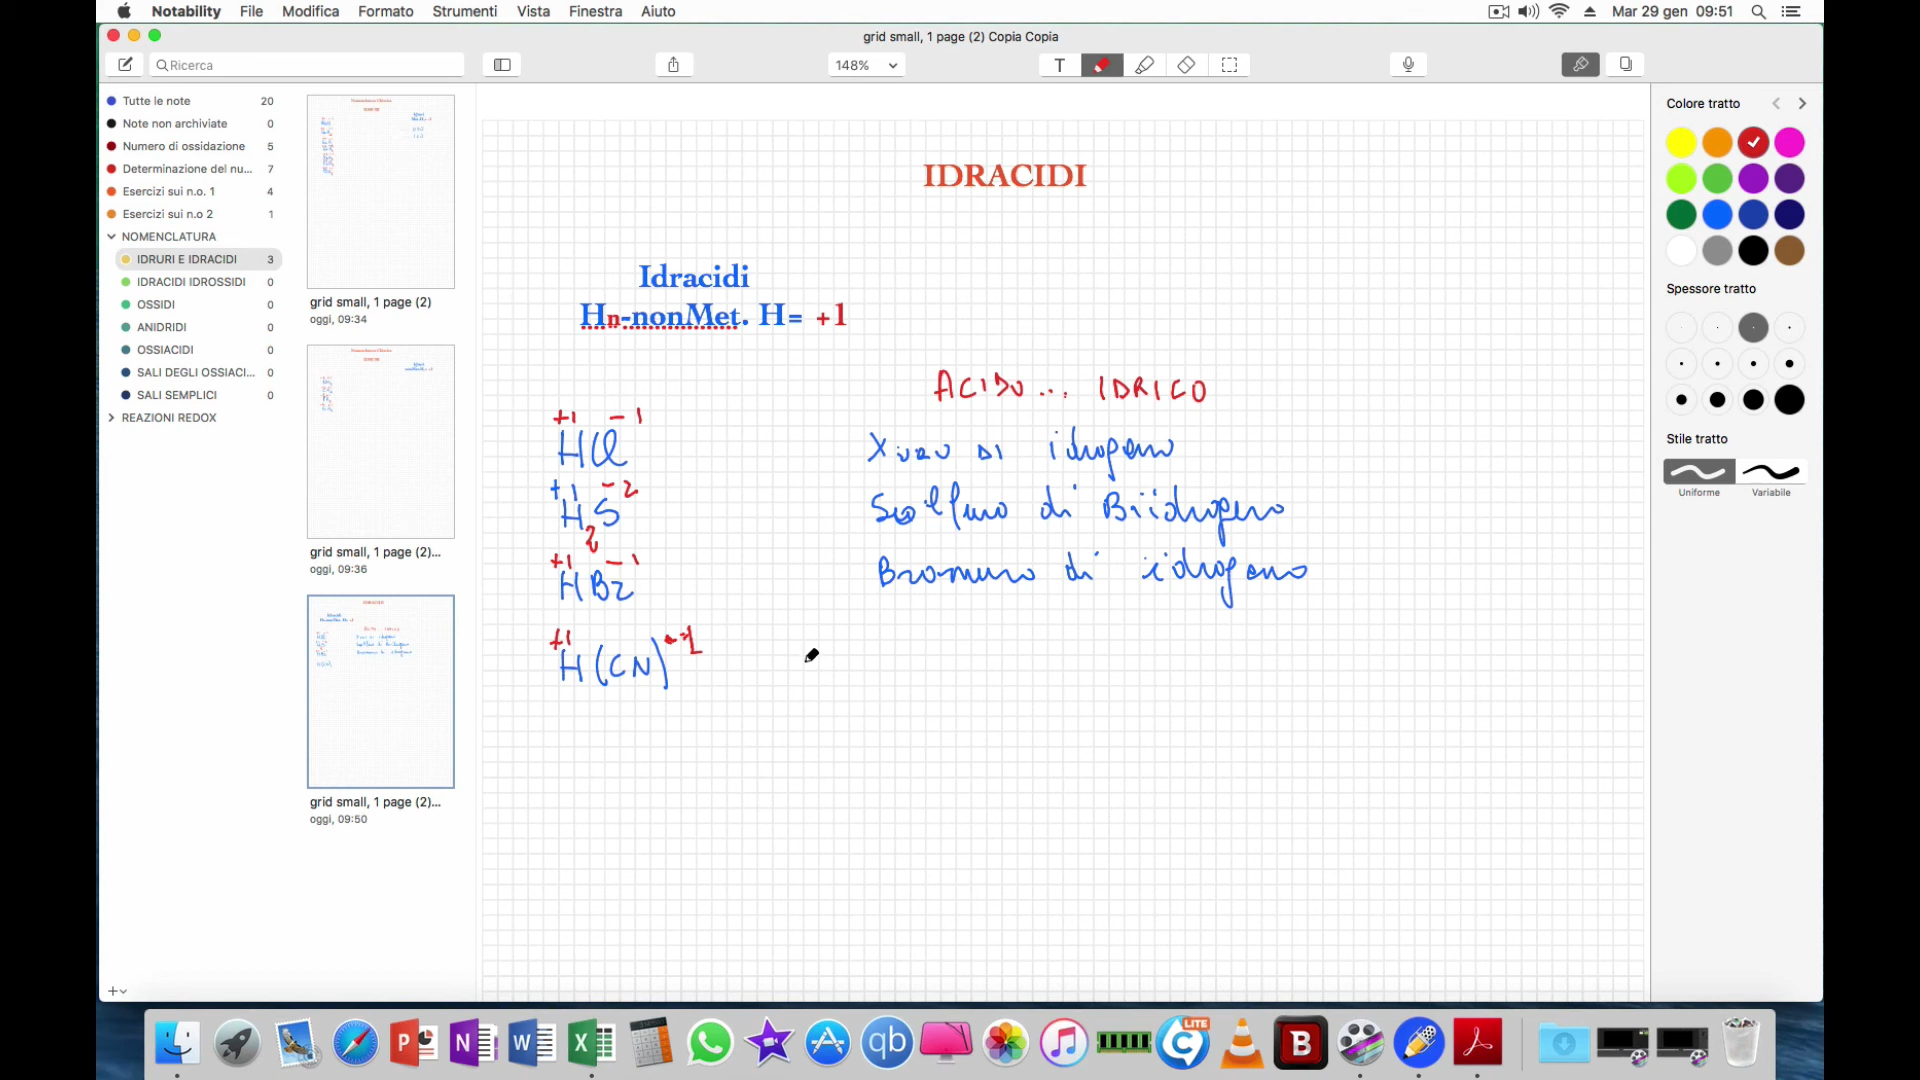 Notability File Modifica Formato Strumenti Vista Finestra Aiuto Mar 29 gen 09:51
grid small, 1 page (2) Copia Copia
Ricerca 148% T
Tutte le note 20
Note non archiviate 0
Numero di ossidazione 5
Determinazione del nu... 7
Esercizi sui n.o. 1 4
Esercizi sui n.o 2 1
NOMENCLATURA
IDRURI E IDRACIDI 3
IDRACIDI IDROSSIDI 0
OSSIDI 0
ANIDRIDI 0
OSSIACIDI 0
SALI DEGLI OSSIACI... 0
SALI SEMPLICI 0
REAZIONI REDOX
grid small, 1 page (2)
oggi, 09:34
grid small, 1 page (2)...
oggi, 09:36
grid small, 1 page (2)...
oggi, 09:50
IDRACIDI
Idracidi
Hn-nonMet. H= +1
ACIDO ... IDRICO
+1 -1
HCl
X uro DI idrogeno
+1 -2
H2S
Solfuro di Biidrogeno
+1 -1
HBr
Bromuro di idrogeno
+1 -1
H(CN)
Colore tratto
Spessore tratto
Stile tratto
Uniforme Variabile
P N W X qb LITE B